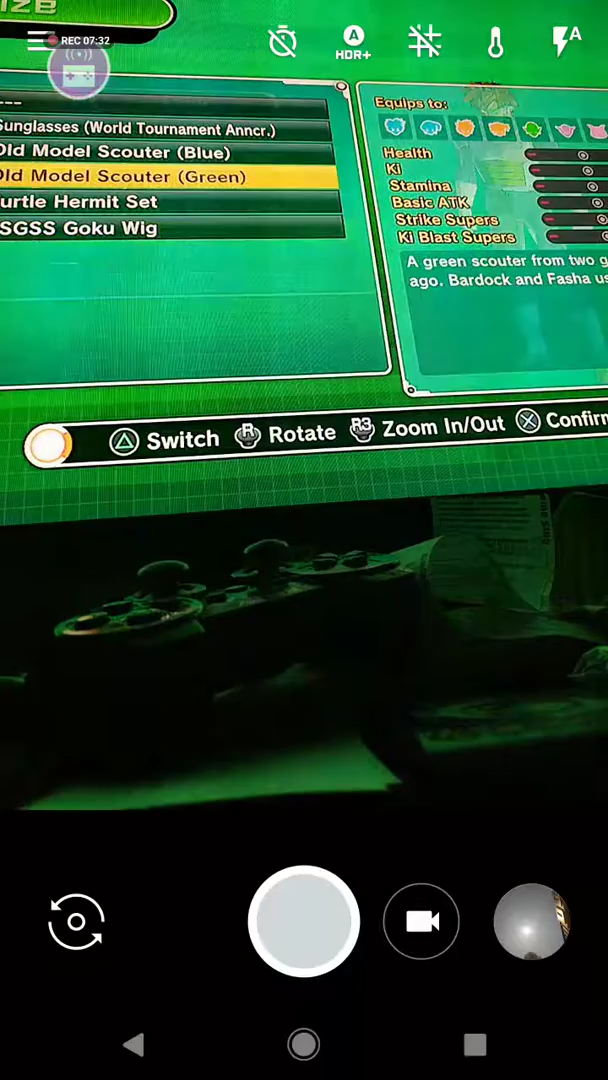 IZE
REC 07:32
A
HDR+
A
---
Sunglasses (World Tournament Anncr.)
Old Model Scouter (Blue)
Old Model Scouter (Green)
urtle Hermit Set
SGSS Goku Wig
Equips to:
Health
Ki
Stamina
Basic ATK
Strike Supers
Ki Blast Supers
A green scouter from two g
ago. Bardock and Fasha us
Switch
R Rotate
R3 Zoom In/Out
Confirm